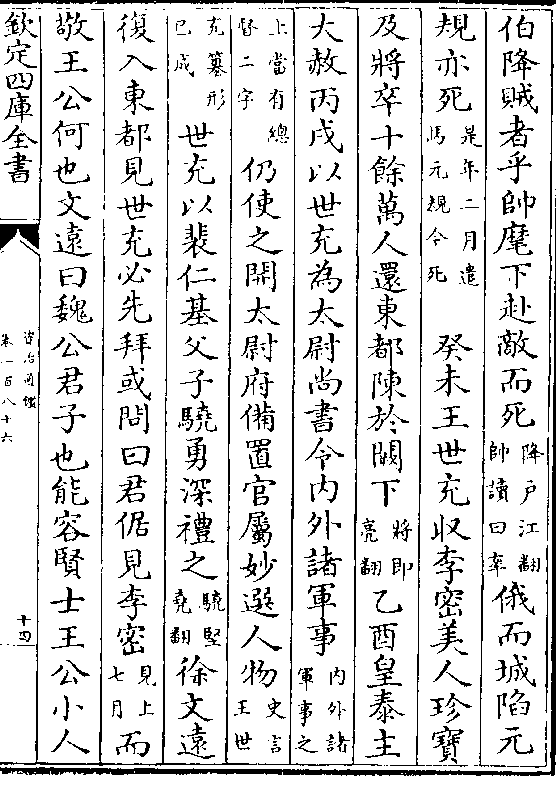 伯降賊者乎帥麾下赴敵而死降戶江翻帥讀曰率俄而城陷元
規亦死是年二月遣馬元規今死 癸未王世充收李密美人珍寶
及將卒十餘萬人還東都陳於闕下將即亮翻乙酉皇泰主
大赦丙戌以世充為太尉尚書令内外諸軍事内外諸軍事之
上當有總督二字仍使之開太尉府備置官屬妙選人物史言王世
充篡形已成世充以裴仁基父子驍勇深禮之驍堅堯翻徐文遠
復入東都見世充必先拜或問曰君倨見李密見上七月而
敬王公何也文遠曰魏公君子也能容賢士王公小人
欽定四庫全書
資治通鑑
卷一百八十六
十四